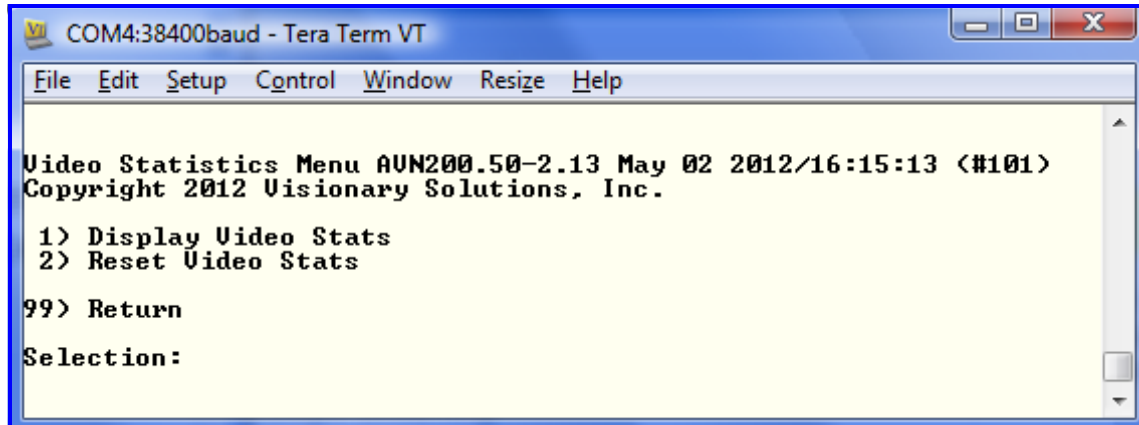 COM4:38400baud - Tera Term VT
File Edit Setup Control Window Resize Help
Video Statistics Menu AVN200.50-2.13 May 02 2012/16:15:13 (#101)
Copyright 2012 Visionary Solutions, Inc.
1) Display Video Stats
2) Reset Video Stats
99) Return
Selection: